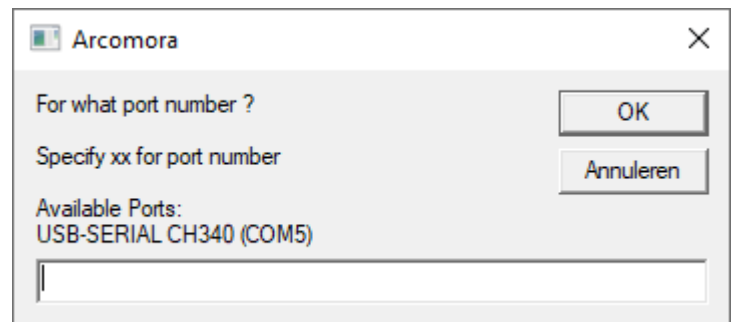 Arcomora
For what port number ?
OK
Specify xx for port number
Annuleren
Available Ports:
USB-SERIAL CH340 (COM5)